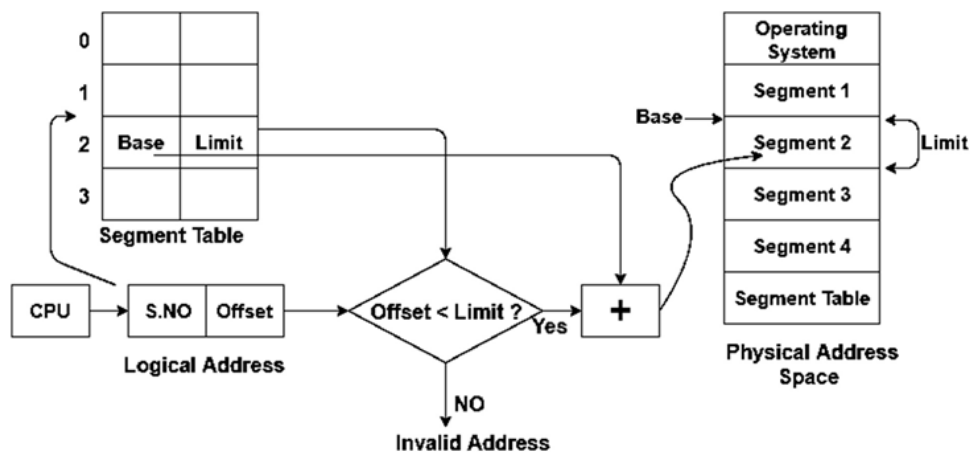 0
1
2
3
Base
Limit
Segment Table
CPU
S.NO
Offset
Logical Address
Offset < Limit ?
Yes
NO
Invalid Address
+
Operating
System
Segment 1
Base
Segment 2
Limit
Segment 3
Segment 4
Segment Table
Physical Address
Space